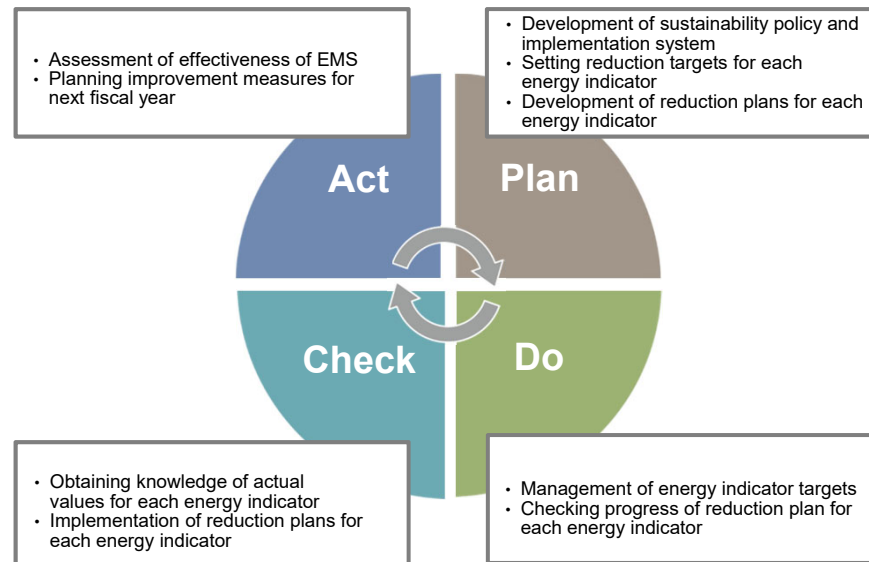 • Assessment of effectiveness of EMS
• Planning improvement measures for
next fiscal year
• Development of sustainability policy and
implementation system
• Setting reduction targets for each
energy indicator
• Development of reduction plans for each
energy indicator
Act
Plan
Check
Do
• Obtaining knowledge of actual
values for each energy indicator
• Implementation of reduction plans for
each energy indicator
• Management of energy indicator targets
• Checking progress of reduction plan for
each energy indicator